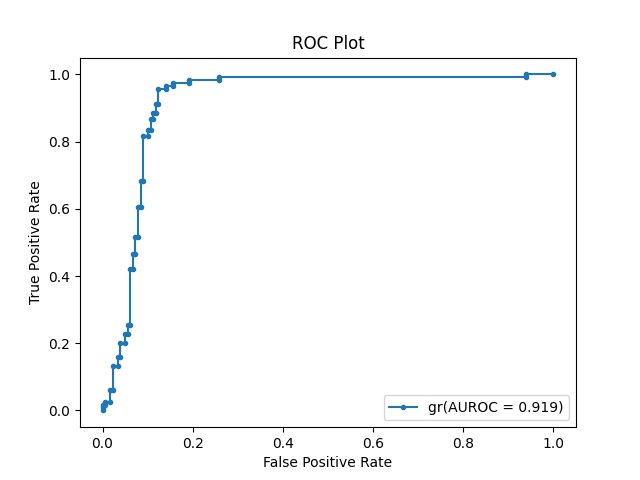 ROC Plot
1.0
0.8
0.6
0.4
0.2
0.0
True Positive Rate
gr(AUROC = 0.919)
0.0 0.2 0.4 0.6 0.8 1.0
False Positive Rate